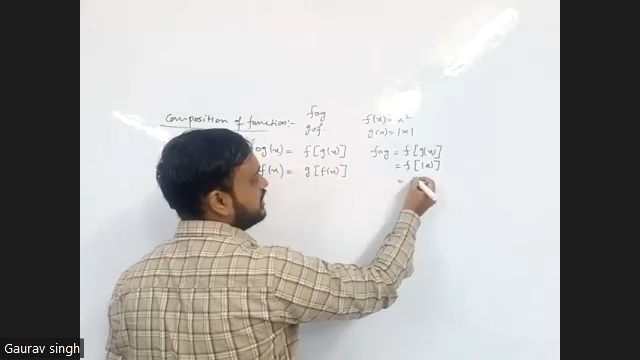 Composition of function:- fog
gof
fog(x) = f[g(x)]
f(x) = g[f(x)]
f(x) = x²
g(x) = |x|
fog = f[g(x)]
= f[|x|]
=
Gaurav singh